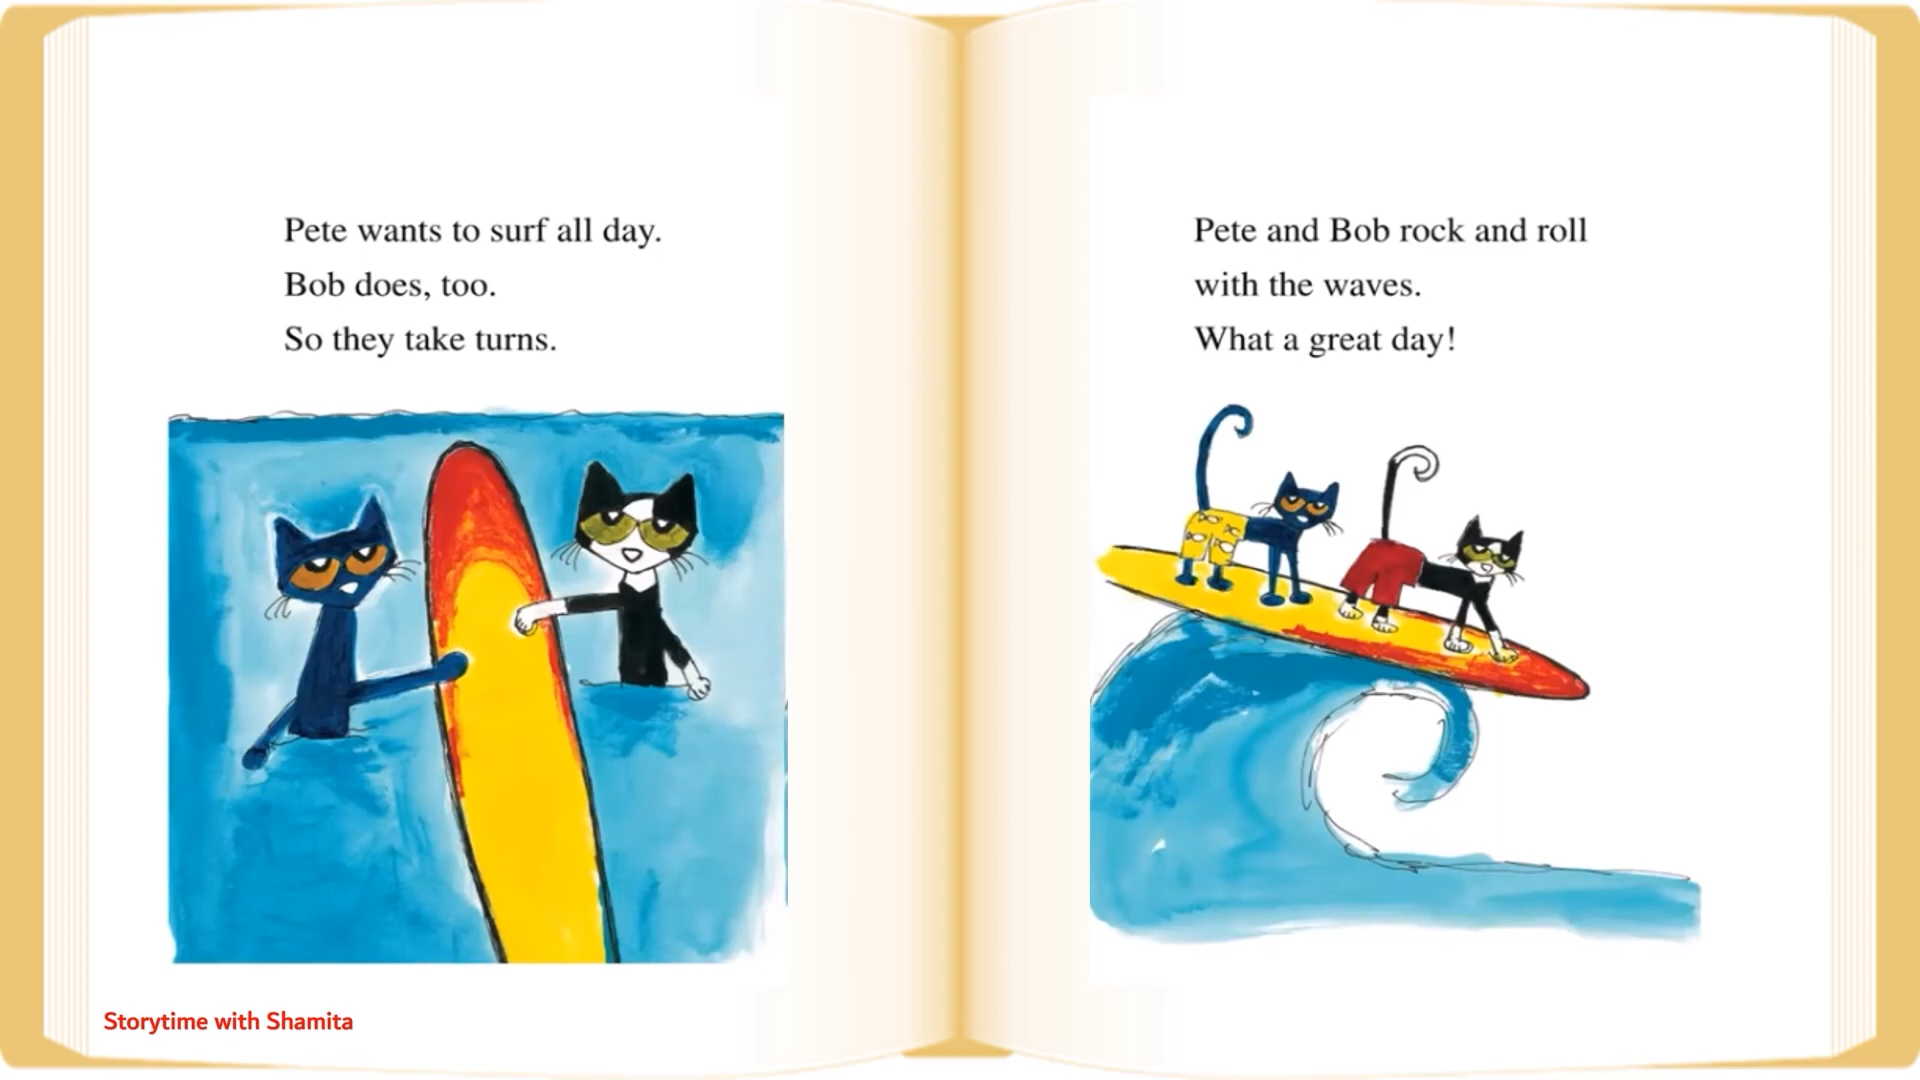 Pete wants to surf all day.
Bob does, too.
So they take turns.
Pete and Bob rock and roll
with the waves.
What a great day!
Storytime with Shamita